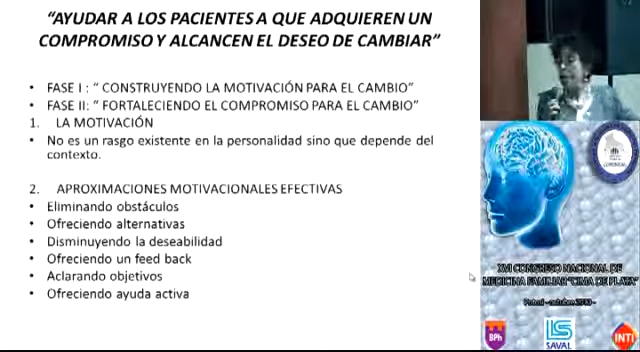 "AYUDAR A LOS PACIENTES A QUE ADQUIEREN UN
COMPROMISO Y ALCANCEN EL DESEO DE CAMBIAR"
• FASE I : " CONSTRUYENDO LA MOTIVACIÓN PARA EL CAMBIO"
• FASE II: " FORTALECIENDO EL COMPROMISO PARA EL CAMBIO"
1. LA MOTIVACIÓN
• No es un rasgo existente en la personalidad sino que depende del
contexto.
2. APROXIMACIONES MOTIVACIONALES EFECTIVAS
• Eliminando obstáculos
• Ofreciendo alternativas
• Disminuyendo la deseabilidad
• Ofreciendo un feed back
• Aclarando objetivos
• Ofreciendo ayuda activa
XVI CONGRESO NACIONAL DE
MEDICINA FAMILIAR "CIMA DE PLATA"
BPh
SAVAL
INTI